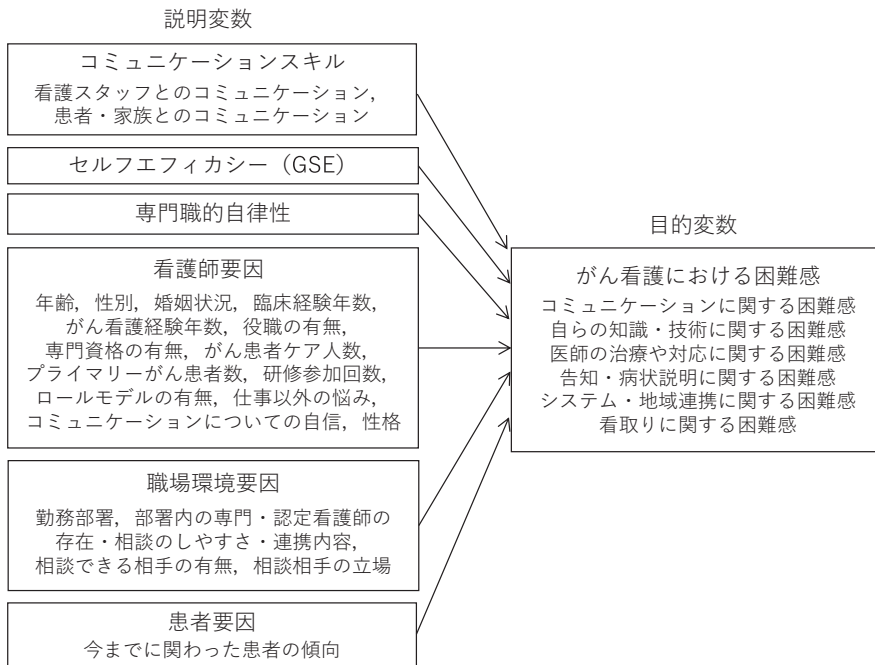 説明変数
コミュニケーションスキル
看護スタッフとのコミュニケーション，
患者・家族とのコミュニケーション
セルフエフィカシー（GSE）
専門職的自律性
看護師要因
年齢，性別，婚姻状況，臨床経験年数，
がん看護経験年数，役職の有無，
専門資格の有無，がん患者ケア人数，
プライマリーがん患者数，研修参加回数，
ロールモデルの有無，仕事以外の悩み，
コミュニケーションについての自信，性格
職場環境要因
勤務部署，部署内の専門・認定看護師の
存在・相談のしやすさ・連携内容，
相談できる相手の有無，相談相手の立場
患者要因
今までに関わった患者の傾向
目的変数
がん看護における困難感
コミュニケーションに関する困難感
自らの知識・技術に関する困難感
医師の治療や対応に関する困難感
告知・病状説明に関する困難感
システム・地域連携に関する困難感
看取りに関する困難感